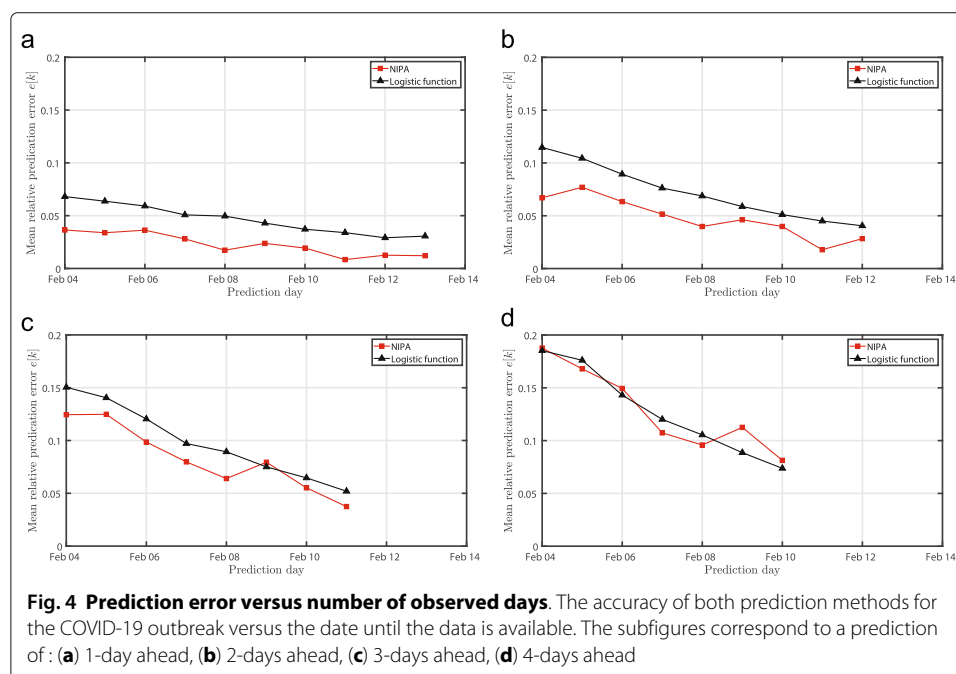 a
0.2
0.15
0.1
0.05
0
Mean relative predication error e[k]
NIPA
Logistic function
Feb 04
Feb 06
Feb 08
Feb 10
Feb 12
Feb 14
Prediction day
b
0.2
0.15
0.1
0.05
0
Mean relative predication error e[k]
NIPA
Logistic function
Feb 04
Feb 06
Feb 08
Feb 10
Feb 12
Feb 14
Prediction day
c
0.2
0.15
0.1
0.05
0
Mean relative predication error e[k]
NIPA
Logistic function
Feb 04
Feb 06
Feb 08
Feb 10
Feb 12
Feb 14
Prediction day
d
0.2
0.15
0.1
0.05
0
Mean relative predication error e[k]
NIPA
Logistic function
Feb 04
Feb 06
Feb 08
Feb 10
Feb 12
Feb 14
Prediction day
Fig. 4 Prediction error versus number of observed days. The accuracy of both prediction methods for
the COVID-19 outbreak versus the date until the data is available. The subfigures correspond to a prediction
of : (a) 1-day ahead, (b) 2-days ahead, (c) 3-days ahead, (d) 4-days ahead